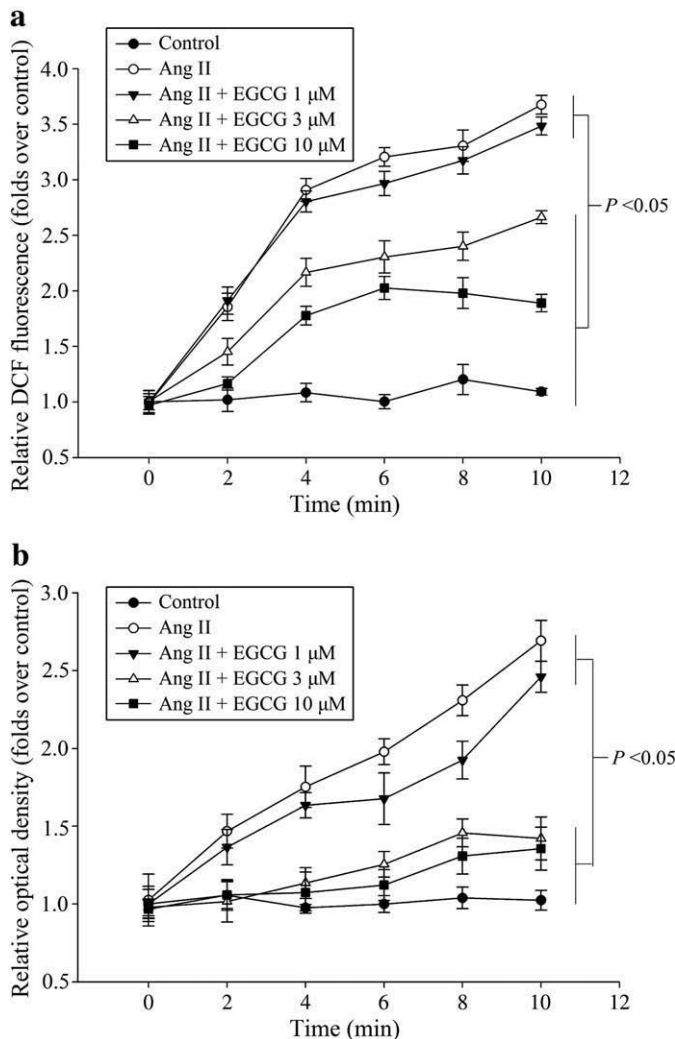 a
Control
Ang II
Ang II + EGCG 1 μM
Ang II + EGCG 3 μM
Ang II + EGCG 10 μM
Relative DCF fluorescence (folds over control)
4.0
3.5
3.0
2.5
2.0
1.5
1.0
0.5
P <0.05
0 2 4 6 8 10 12
Time (min)
b
Control
Ang II
Ang II + EGCG 1 μM
Ang II + EGCG 3 μM
Ang II + EGCG 10 μM
Relative optical density (folds over control)
3.0
2.5
2.0
1.5
1.0
0.5
P <0.05
0 2 4 6 8 10 12
Time (min)